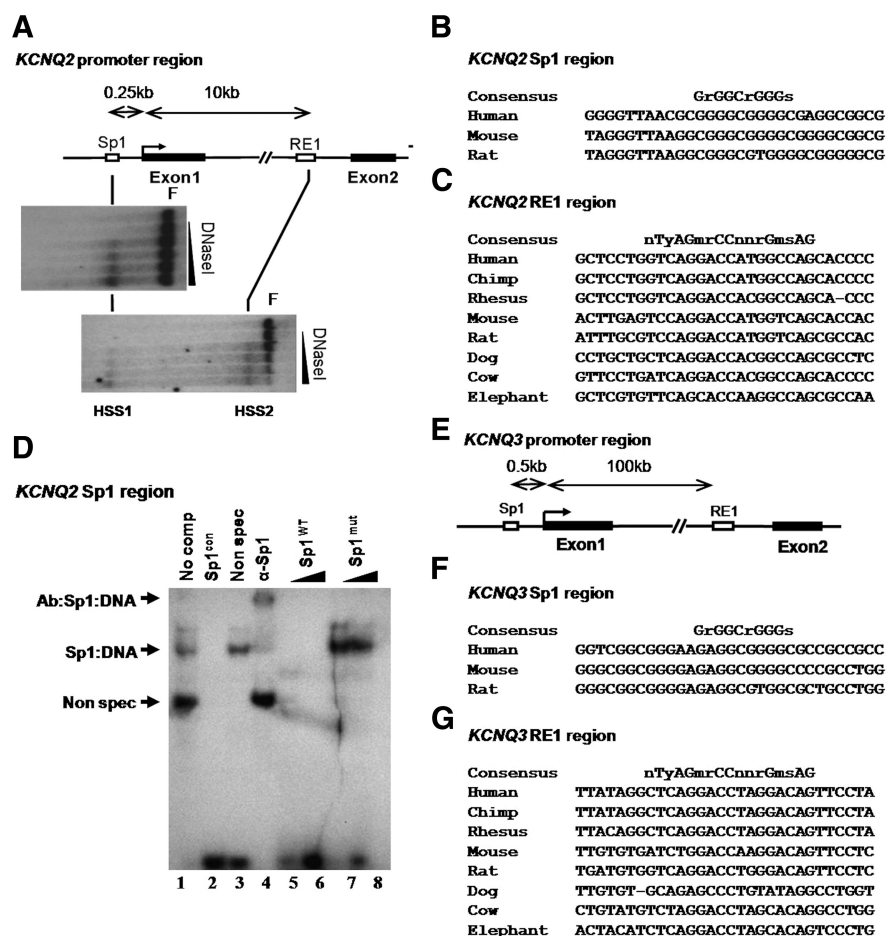 A
KCNQ2 promoter region
0.25kb 10kb
Sp1 RE1
Exon1 Exon2
F
DNaseI
F
DNaseI
HSS1 HSS2
B
KCNQ2 Sp1 region
Consensus GrGGCrGGGs
Human GGGGTTAACGCGGGGCGGGGCGAGGCGGCG
Mouse TAGGGTTAAGGCGGGGCGGGGCGGGGCGGCG
Rat TAGGGTTAAGGCGGGCGTGGGGCGGGGGCG
C
KCNQ2 RE1 region
Consensus nTyAGmrCCnnrGmsAG
Human GCTCCTGGTCAGGACCATGGCCAGCACCCC
Chimp GCTCCTGGTCAGGACCATGGCCAGCACCCC
Rhesus GCTCCTGGTCAGGACCACGGCCAGCA-CCC
Mouse ACTTGAGTCCAGGACCATGGTCAGCACCAC
Rat ATTTGCGTCCAGGACCATGGTCAGCGCCAC
Dog CCTGCTGCTCAGGACCACGGCCAGCGCCTC
Cow GTTCCTGATCAGGACCACGGCCAGCACCCC
Elephant GCTCGTGTTCAGCACCAAGGCCAGCGCCAA
D
KCNQ2 Sp1 region
No comp
Sp1con
Non spec
α-Sp1
Sp1WT
Sp1mut
Ab:Sp1:DNA
Sp1:DNA
Non spec
1 2 3 4 5 6 7 8
E
KCNQ3 promoter region
0.5kb 100kb
Sp1 RE1
Exon1 Exon2
F
KCNQ3 Sp1 region
Consensus GrGGCrGGGs
Human GGTCGGCGGGAAGAGGCGGGGCGCCGCCGCC
Mouse GGGCGGCGGGGAGAGGCGGGGCCCCGCCTGG
Rat GGGCGGCGGGGAGAGGCGTGGCGCTGCCTGG
G
KCNQ3 RE1 region
Consensus nTyAGmrCCnnrGmsAG
Human TTATAGGCTCAGGACCTAGGACAGTTCCTA
Chimp TTATAGGCTCAGGACCTAGGACAGTTCCTA
Rhesus TTACAGGCTCAGGACCTAGGACAGTTCCTA
Mouse TTGTGTGATCTGGACCAAGGACAGTTCCTC
Rat TGATGTGGTCAGGACCTGGGACAGTTCCTC
Dog TTGTGT-GCAGAGCCCTGTATAGGCCTGGT
Cow CTGTATGTCTAGGACCTAGCACAGGCCTGG
Elephant ACTACATCTCAGGACCTAGCACAGTCCCTG